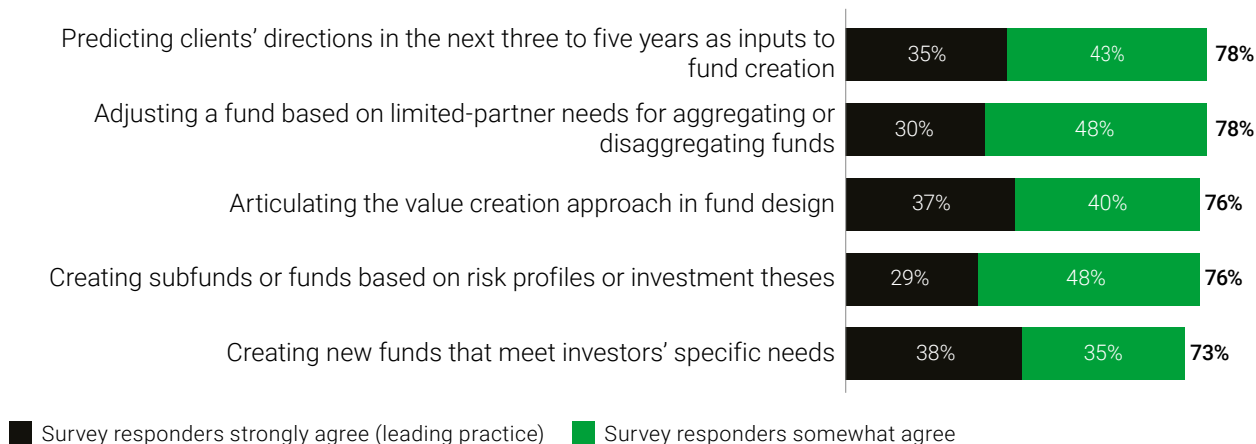 Predicting clients’ directions in the next three to five years as inputs to
fund creation
35%
43%
78%
Adjusting a fund based on limited-partner needs for aggregating or
disaggregating funds
30%
48%
78%
Articulating the value creation approach in fund design
37%
40%
76%
Creating subfunds or funds based on risk profiles or investment theses
29%
48%
76%
Creating new funds that meet investors’ specific needs
38%
35%
73%
Survey responders strongly agree (leading practice)
Survey responders somewhat agree